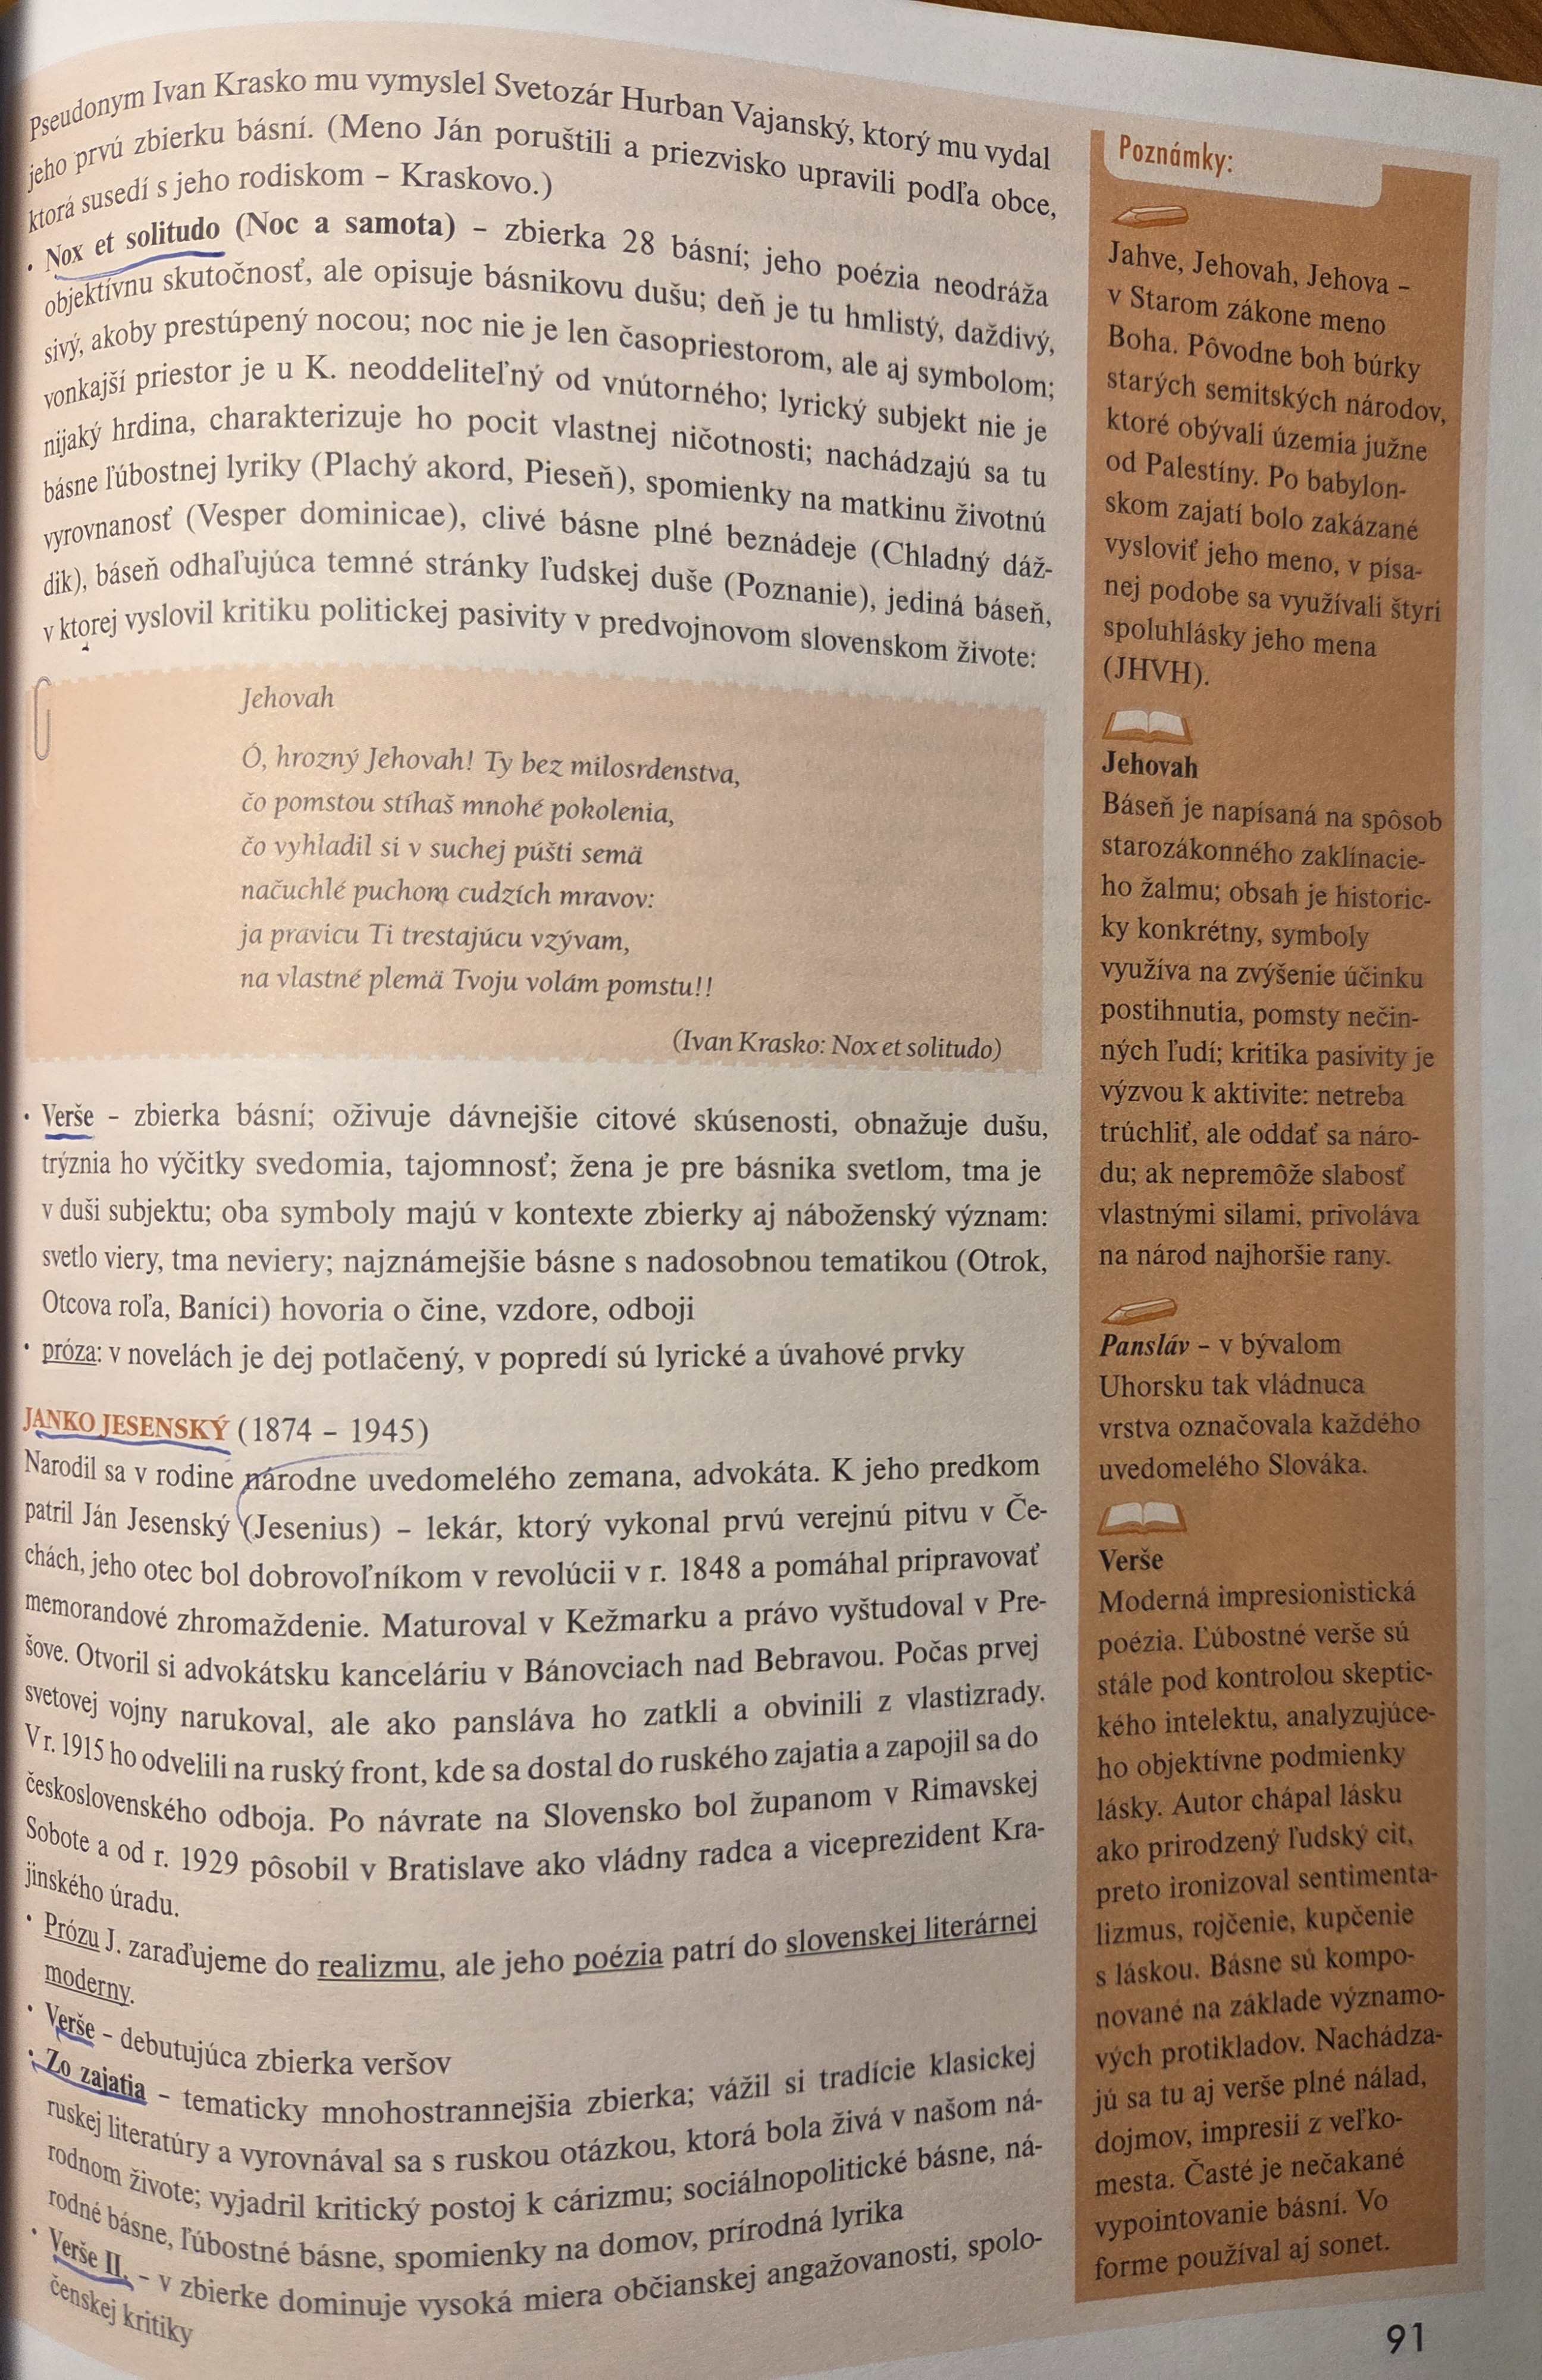 Pseudonym Ivan Krasko mu vymyslel Svetozár Hurban Vajanský, ktorý mu vydal
jeho prvú zbierku básní. (Meno Ján poruštili a priezvisko upravili podľa obce,
ktorá susedí s jeho rodiskom – Kraskovo.)
• Nox et solitudo (Noc a samota) – zbierka 28 básní; jeho poézia neodráža
objektívnu skutočnosť, ale opisuje básnikovu dušu; deň je tu hmlistý, daždivý,
sivý, akoby prestúpený nocou; noc nie je len časopriestorom, ale aj symbolom;
vonkajší priestor je u K. neoddeliteľný od vnútorného; lyrický subjekt nie je
nijaký hrdina, charakterizuje ho pocit vlastnej ničotnosti; nachádzajú sa tu
básne ľúbostnej lyriky (Plachý akord, Pieseň), spomienky na matkinu životnú
vyrovnanosť (Vesper dominicae), clivé básne plné beznádeje (Chladný dáž-
dik), báseň odhaľujúca temné stránky ľudskej duše (Poznanie), jediná báseň,
v ktorej vyslovil kritiku politickej pasivity v predvojnovom slovenskom živote:
Jehovah
Ó, hrozný Jehovah! Ty bez milosrdenstva,
čo pomstou stíhaš mnohé pokolenia,
čo vyhladil si v suchej púšti semä
načuchlé puchom cudzích mravov:
ja pravicu Ti trestajúcu vzývam,
na vlastné plemä Tvoju volám pomstu!!
(Ivan Krasko: Nox et solitudo)
• Verše – zbierka básní; oživuje dávnejšie citové skúsenosti, obnažuje dušu,
trýznia ho výčitky svedomia, tajomnosť; žena je pre básnika svetlom, tma je
v duši subjektu; oba symboly majú v kontexte zbierky aj náboženský význam:
svetlo viery, tma neviery; najznámejšie básne s nadosobnou tematikou (Otrok,
Otcova roľa, Baníci) hovoria o čine, vzdore, odboji
• próza: v novelách je dej potlačený, v popredí sú lyrické a úvahové prvky
JANKO JESENSKÝ (1874 – 1945)
Narodil sa v rodine národne uvedomelého zemana, advokáta. K jeho predkom
patril Ján Jesenský (Jesenius) – lekár, ktorý vykonal prvú verejnú pitvu v Če-
chách, jeho otec bol dobrovoľníkom v revolúcii v r. 1848 a pomáhal pripravovať
memorandové zhromaždenie. Maturoval v Kežmarku a právo vyštudoval v Pre-
šove. Otvoril si advokátsku kanceláriu v Bánovciach nad Bebravou. Počas prvej
svetovej vojny narukoval, ale ako pansláva ho zatkli a obvinili z vlastizrady.
V r. 1915 ho odvelili na ruský front, kde sa dostal do ruského zajatia a zapojil sa do
československého odboja. Po návrate na Slovensko bol županom v Rimavskej
Sobote a od r. 1929 pôsobil v Bratislave ako vládny radca a viceprezident Kra-
jinského úradu.
• Prózu J. zaraďujeme do realizmu, ale jeho poézia patrí do slovenskej literárnej
moderny.
• Verše – debutujúca zbierka veršov
• Zo zajatia – tematicky mnohostrannejšia zbierka; vážil si tradície klasickej
ruskej literatúry a vyrovnával sa s ruskou otázkou, ktorá bola živá v našom ná-
rodnom živote; vyjadril kritický postoj k cárizmu; sociálnopolitické básne, ná-
rodné básne, ľúbostné básne, spomienky na domov, prírodná lyrika
• Verše II. – v zbierke dominuje vysoká miera občianskej angažovanosti, spolo-
čenskej kritiky
Poznámky:
Jahve, Jehovah, Jehova –
v Starom zákone meno
Boha. Pôvodne boh búrky
starých semitských národov,
ktoré obývali územia južne
od Palestíny. Po babylon-
skom zajatí bolo zakázané
vysloviť jeho meno, v písa-
nej podobe sa využívali štyri
spoluhlásky jeho mena
(JHVH).
Jehovah
Báseň je napísaná na spôsob
starozákonného zaklínacie-
ho žalmu; obsah je historic-
ky konkrétny, symboly
využíva na zvýšenie účinku
postihnutia, pomsty nečin-
ných ľudí; kritika pasivity je
výzvou k aktivite: netreba
trúchliť, ale oddať sa náro-
du; ak nepremôže slabosť
vlastnými silami, privoláva
na národ najhoršie rany.
Pansláv – v bývalom
Uhorsku tak vládnuca
vrstva označovala každého
uvedomelého Slováka.
Verše
Moderná impresionistická
poézia. Ľúbostné verše sú
stále pod kontrolou skeptic-
kého intelektu, analyzujúce-
ho objektívne podmienky
lásky. Autor chápal lásku
ako prirodzený ľudský cit,
preto ironizoval sentimenta-
lizmus, rojčenie, kupčenie
s láskou. Básne sú kompo-
nované na základe významo-
vých protikladov. Nachádza-
jú sa tu aj verše plné nálad,
dojmov, impresií z veľko-
mesta. Časté je nečakané
vypointovanie básní. Vo
forme používal aj sonet.
91